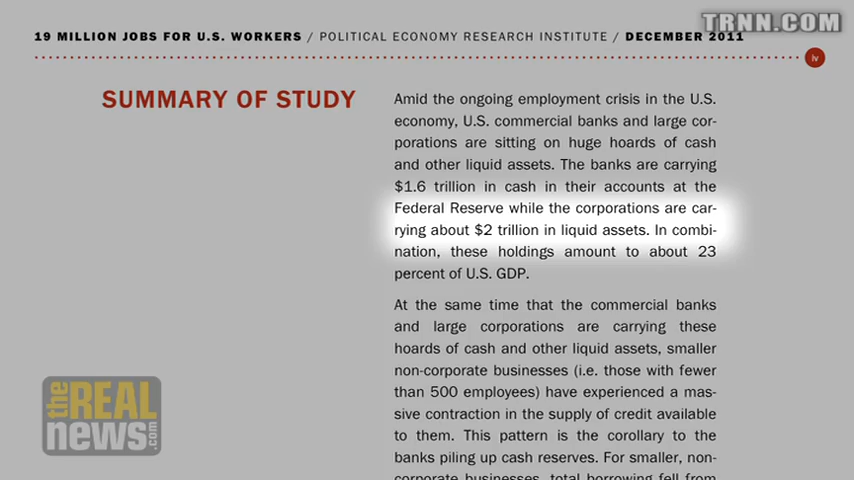 TRNN.COM
19 MILLION JOBS FOR U.S. WORKERS / POLITICAL ECONOMY RESEARCH INSTITUTE / DECEMBER 2011
iv
SUMMARY OF STUDY
Amid the ongoing employment crisis in the U.S.
economy, U.S. commercial banks and large cor-
porations are sitting on huge hoards of cash
and other liquid assets. The banks are carrying
$1.6 trillion in cash in their accounts at the
Federal Reserve while the corporations are car-
rying about $2 trillion in liquid assets. In combi-
nation, these holdings amount to about 23
percent of U.S. GDP.
At the same time that the commercial banks
and large corporations are carrying these
hoards of cash and other liquid assets, smaller
non-corporate businesses (i.e. those with fewer
than 500 employees) have experienced a mas-
sive contraction in the supply of credit available
to them. This pattern is the corollary to the
banks piling up cash reserves. For smaller, non-
corporate businesses, total borrowing fell from
the REAL
news.com